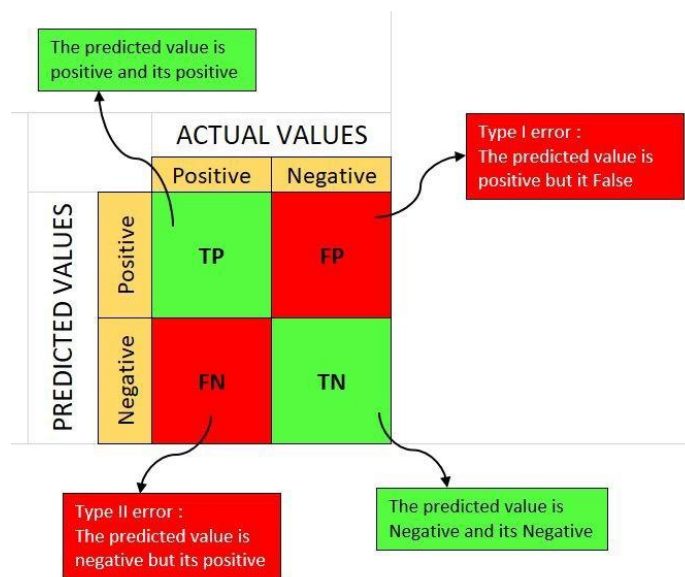 The predicted value is
positive and its positive
ACTUAL VALUES
Type I error :
The predicted value is
positive but it False
Positive
Negative
PREDICTED VALUES
Positive
TP
FP
Negative
FN
TN
Type II error :
The predicted value is
negative but its positive
The predicted value is
Negative and its Negative